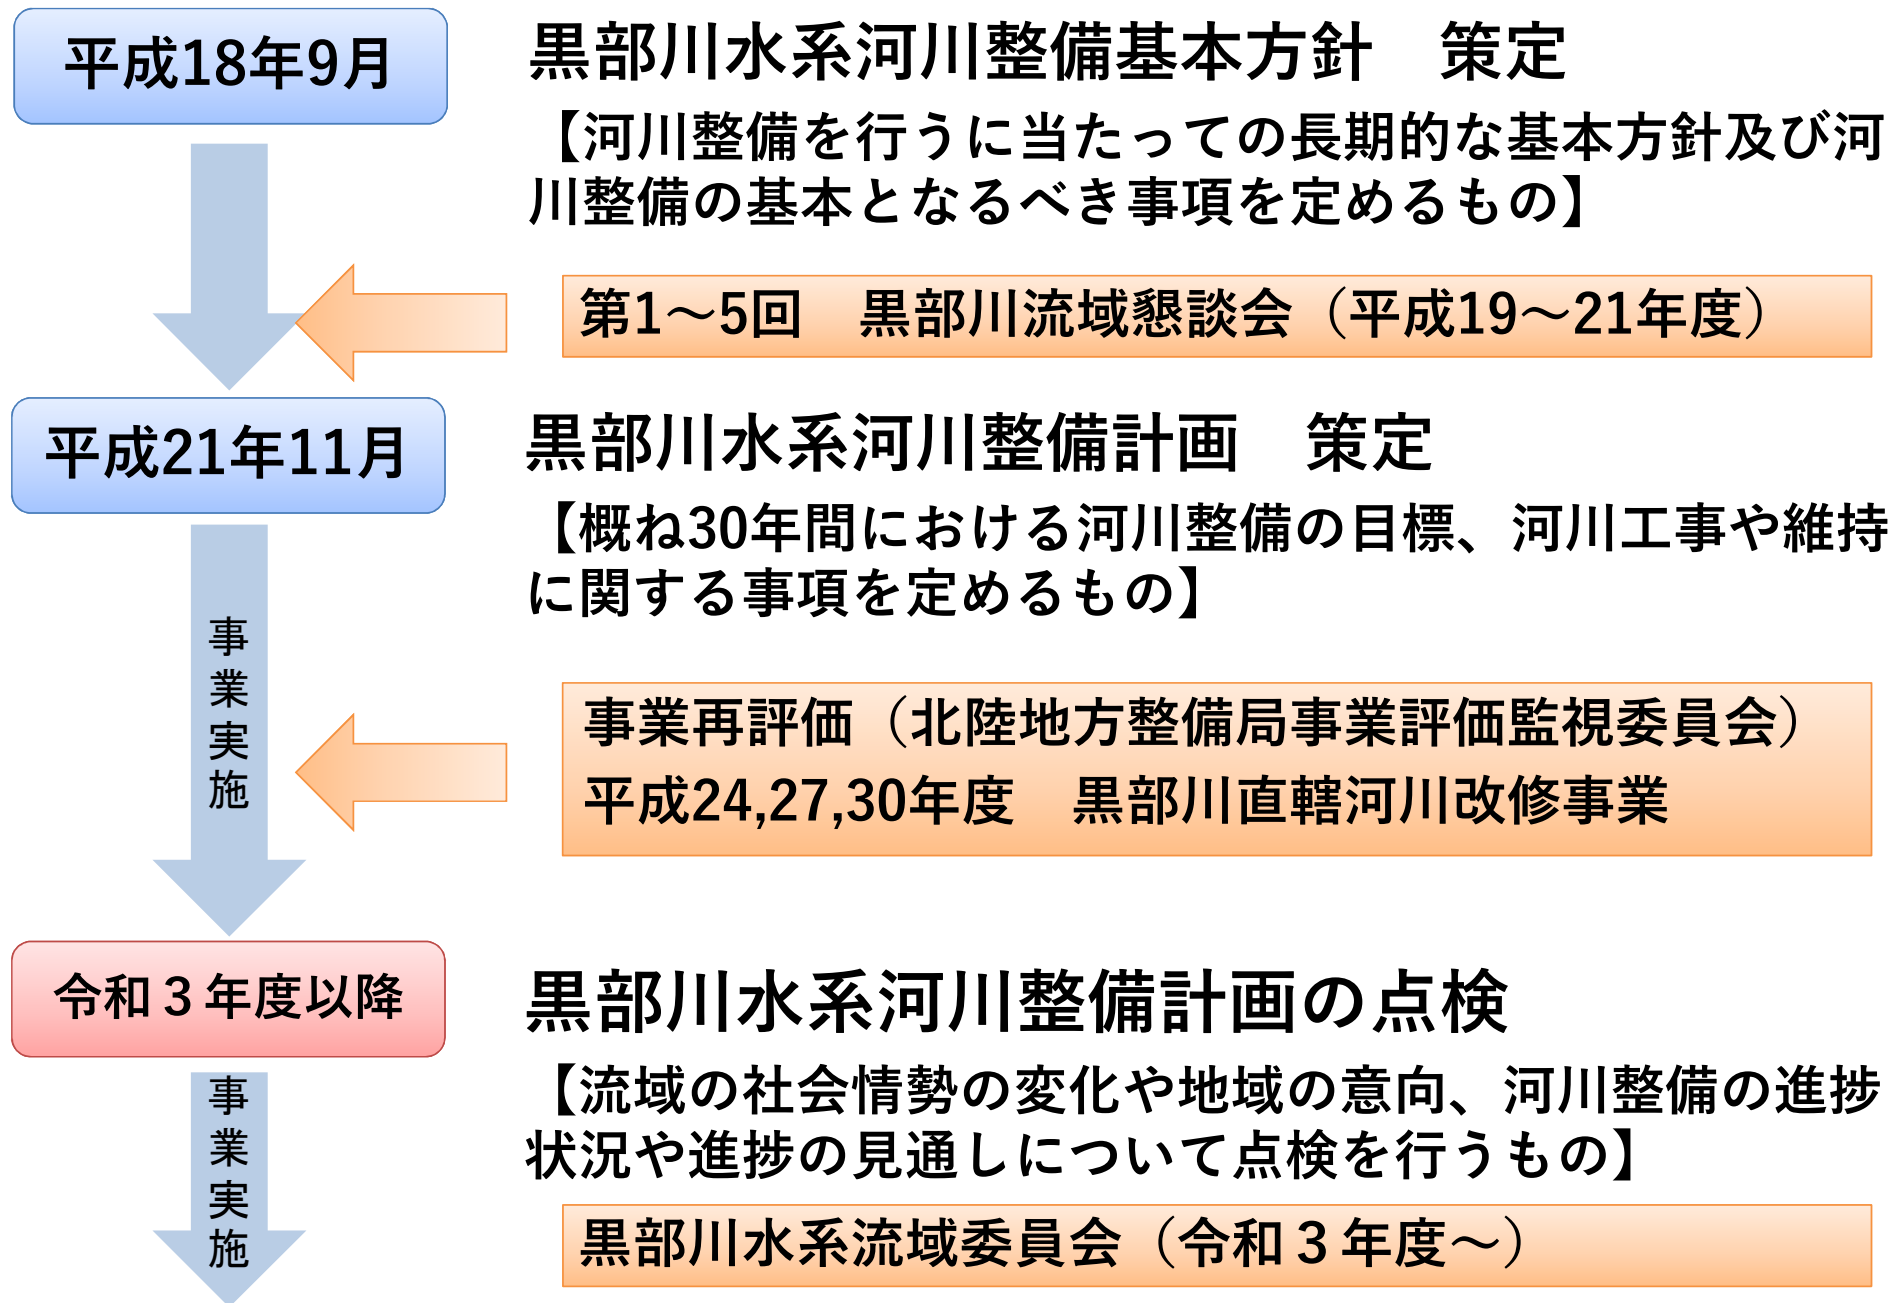 平成18年9月
黒部川水系河川整備基本方針　策定
【河川整備を行うに当たっての長期的な基本方針及び河
川整備の基本となるべき事項を定めるもの】
第1～5回　黒部川流域懇談会（平成19～21年度）
平成21年11月
黒部川水系河川整備計画　策定
【概ね30年間における河川整備の目標、河川工事や維持
に関する事項を定めるもの】
事業実施
事業再評価（北陸地方整備局事業評価監視委員会）
平成24,27,30年度　黒部川直轄河川改修事業
令和３年度以降
黒部川水系河川整備計画の点検
【流域の社会情勢の変化や地域の意向、河川整備の進捗
状況や進捗の見通しについて点検を行うもの】
事業実施
黒部川水系流域委員会（令和３年度～）